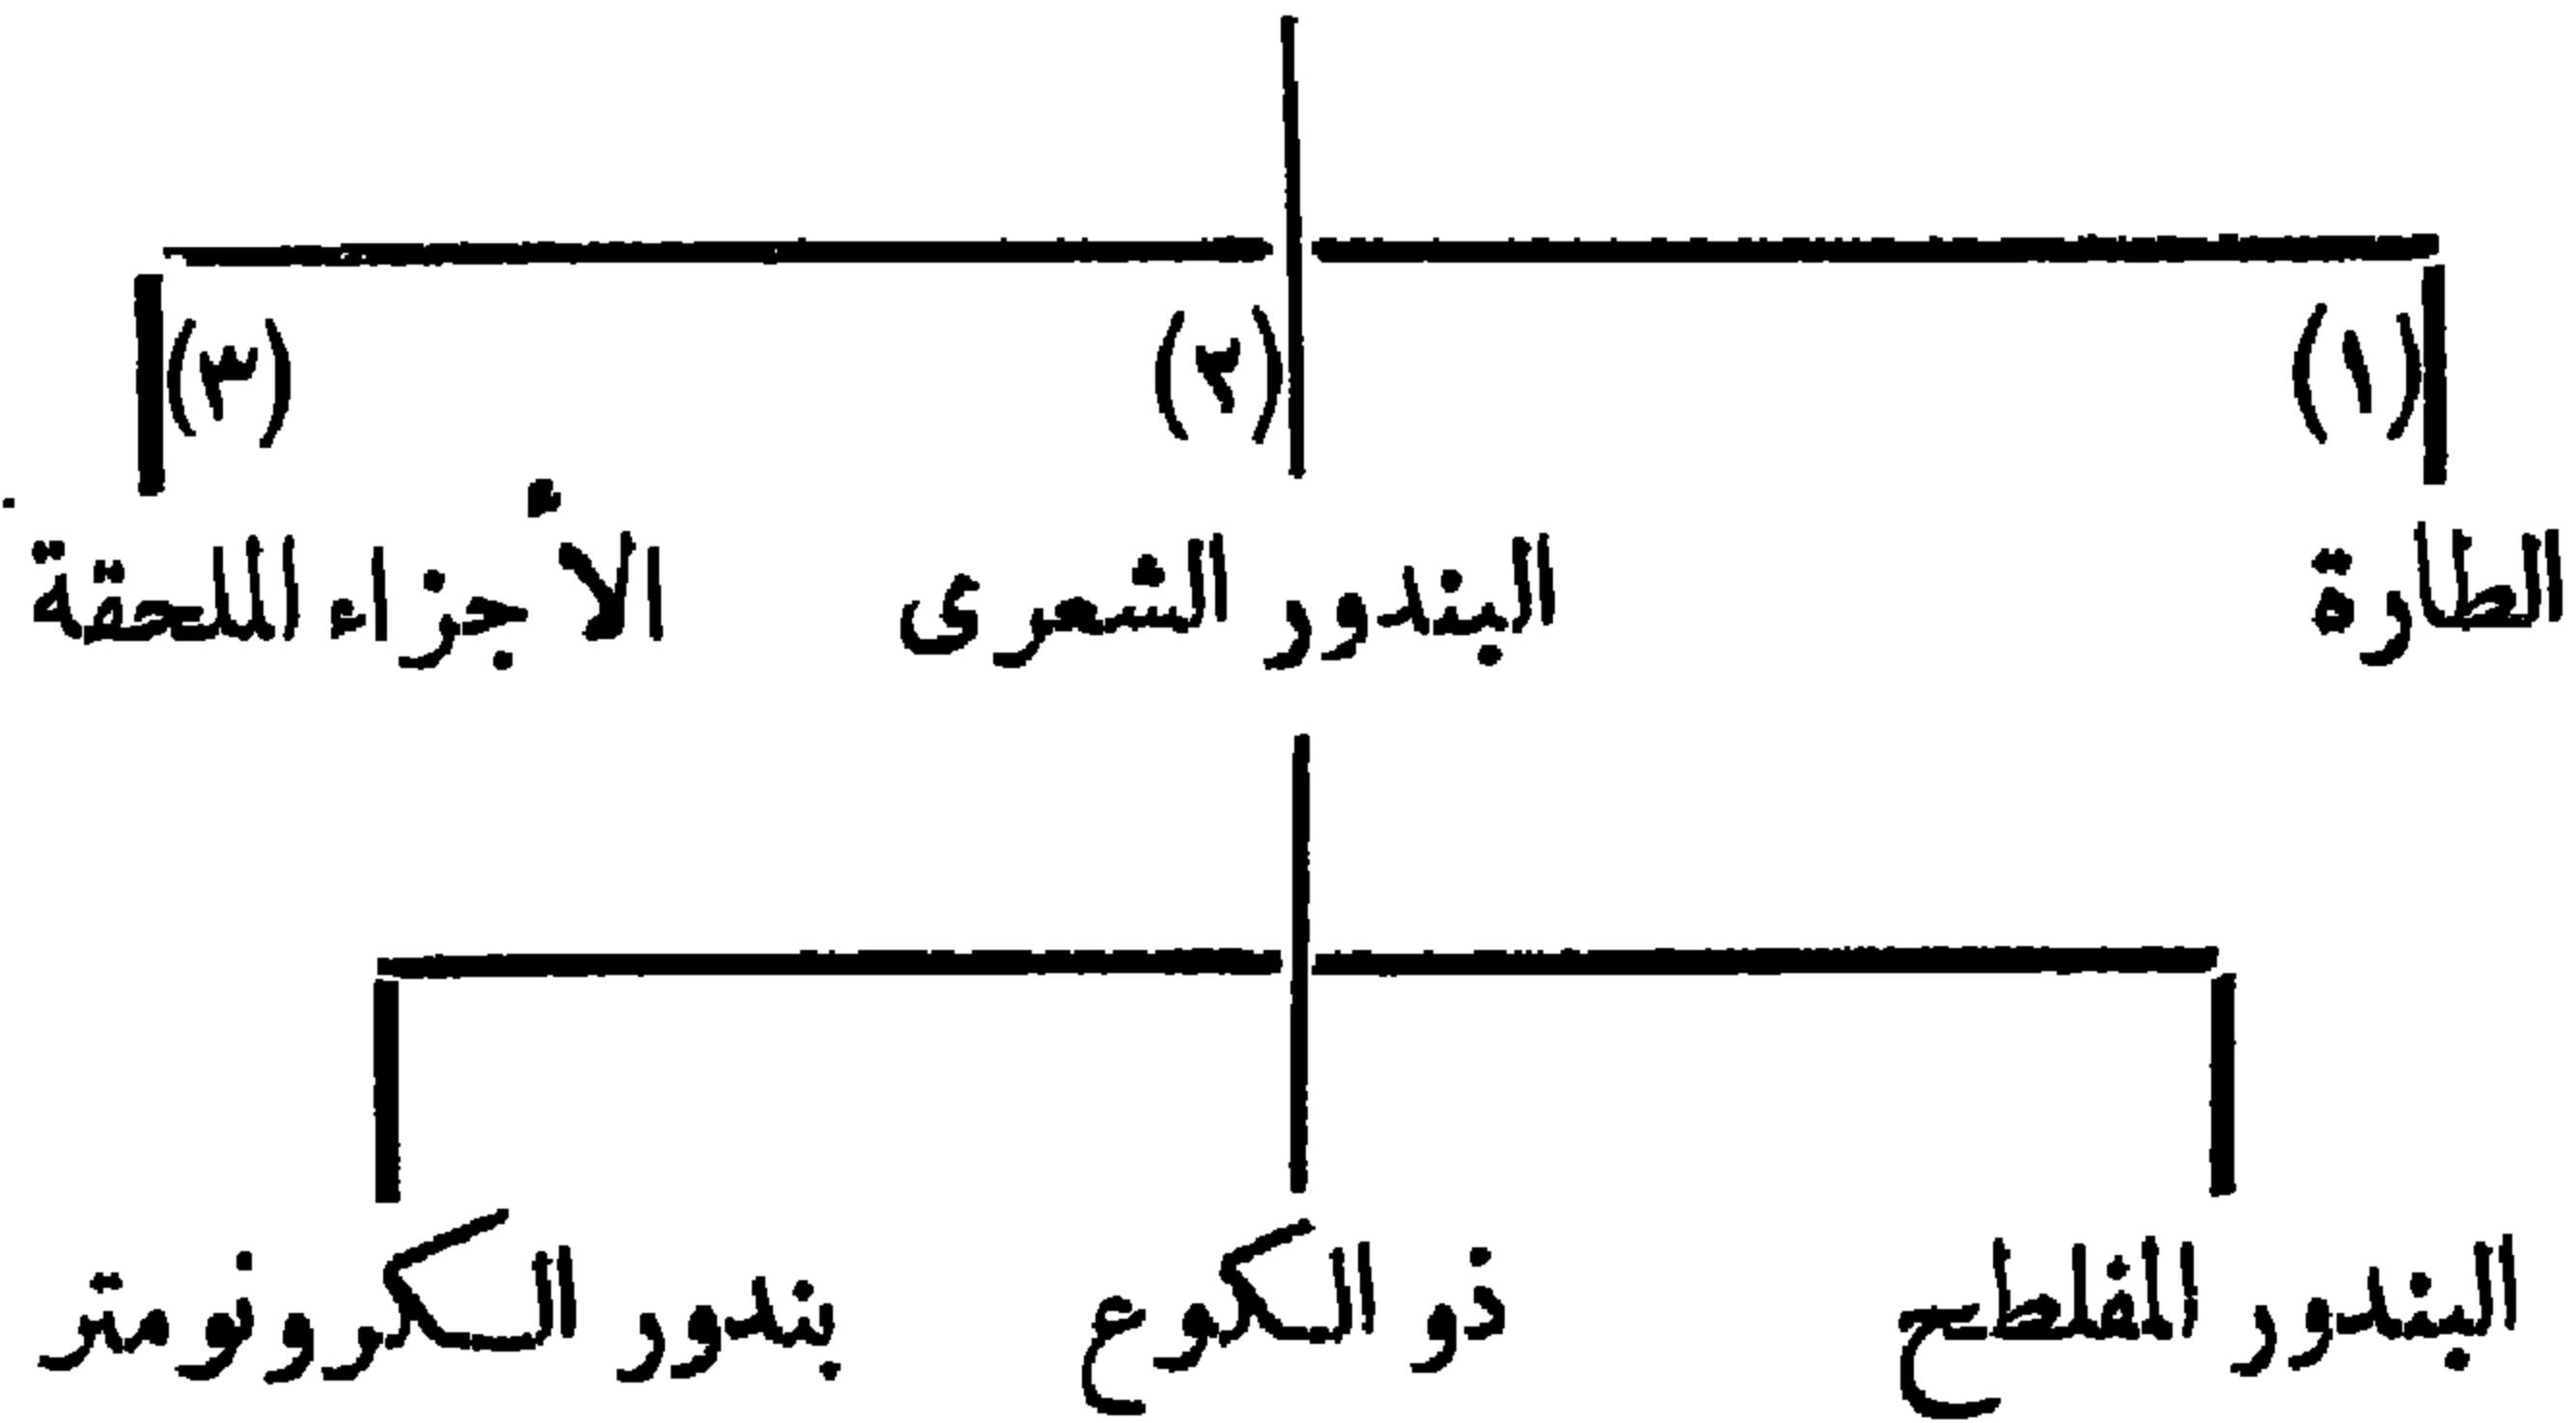 (١) (٢) (٣)
الطارة البندور الشعرى الأجزاء الملحقة
البندور المفلطح ذو الكوع بندور الكرونومتر